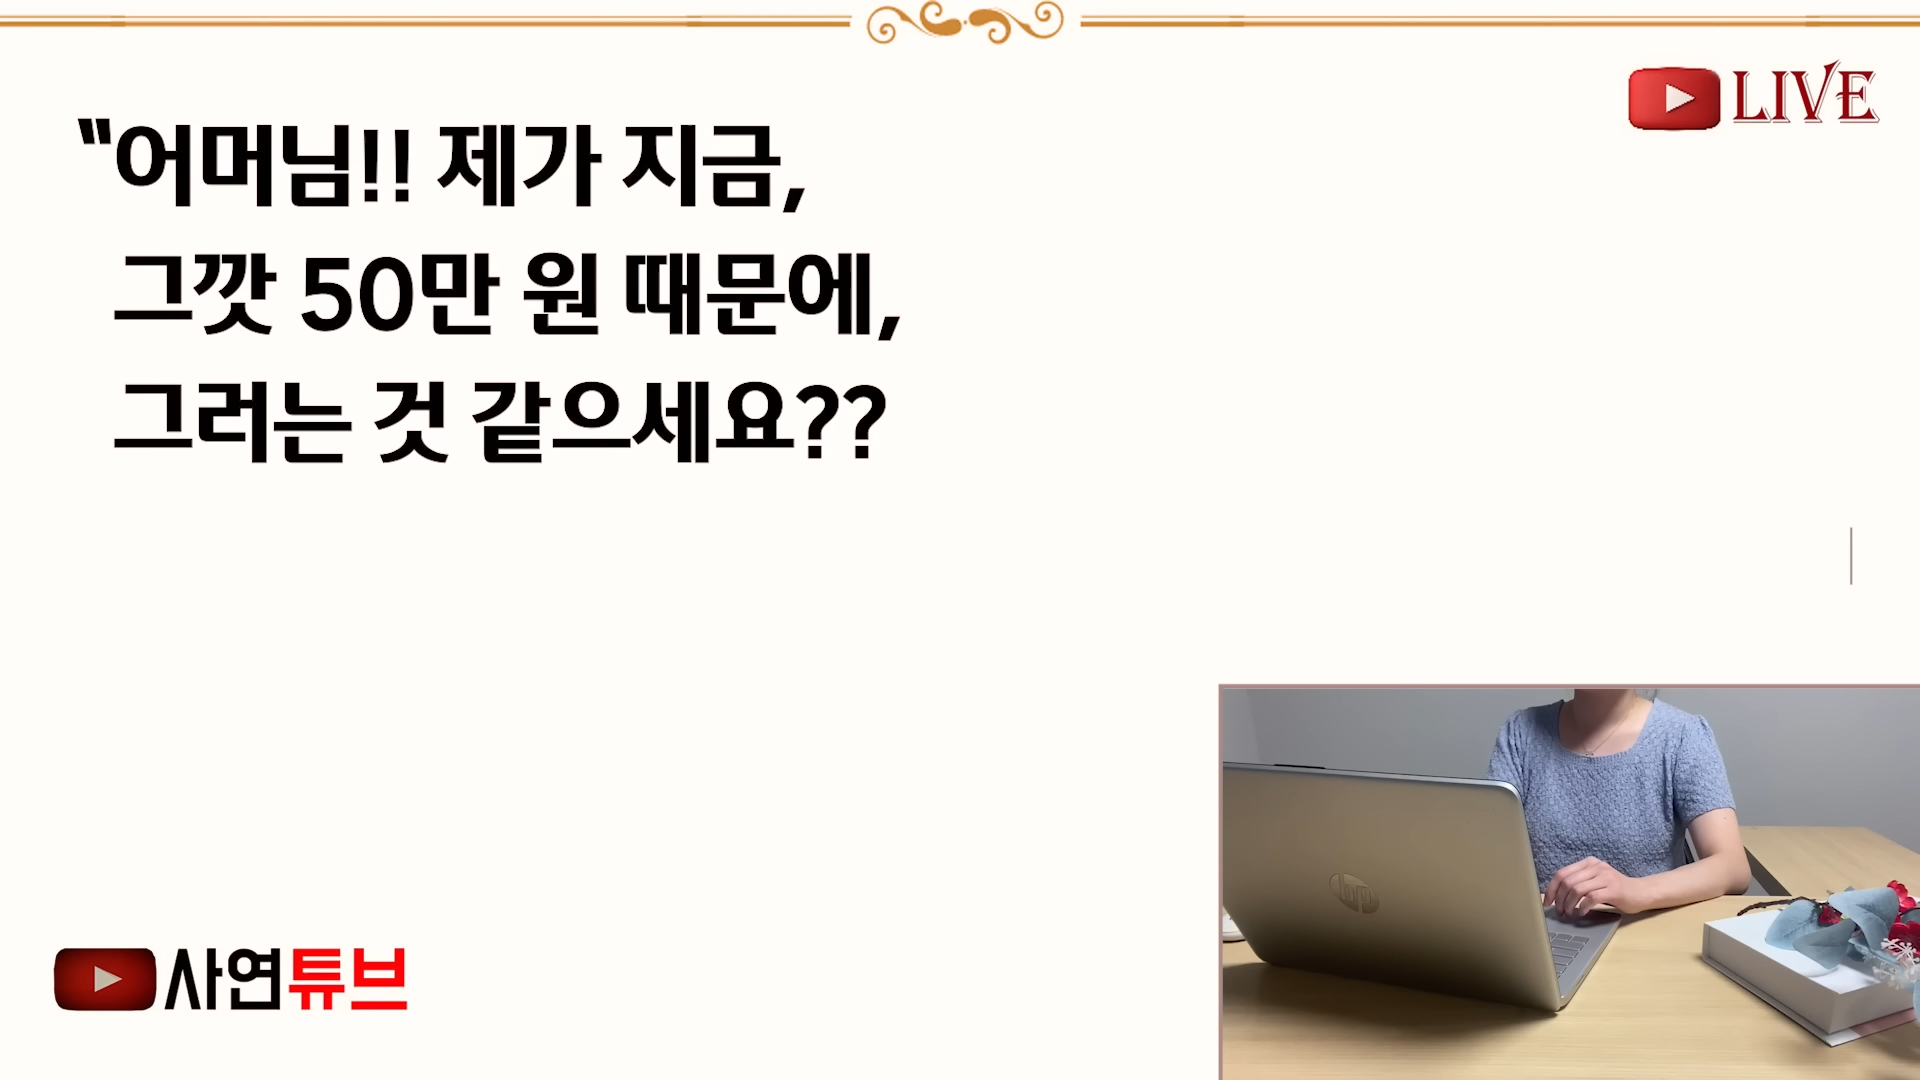 LIVE
"어머님!! 제가 지금,
그깟 50만 원 때문에,
그러는 것 같으세요??
hp
사연튜브